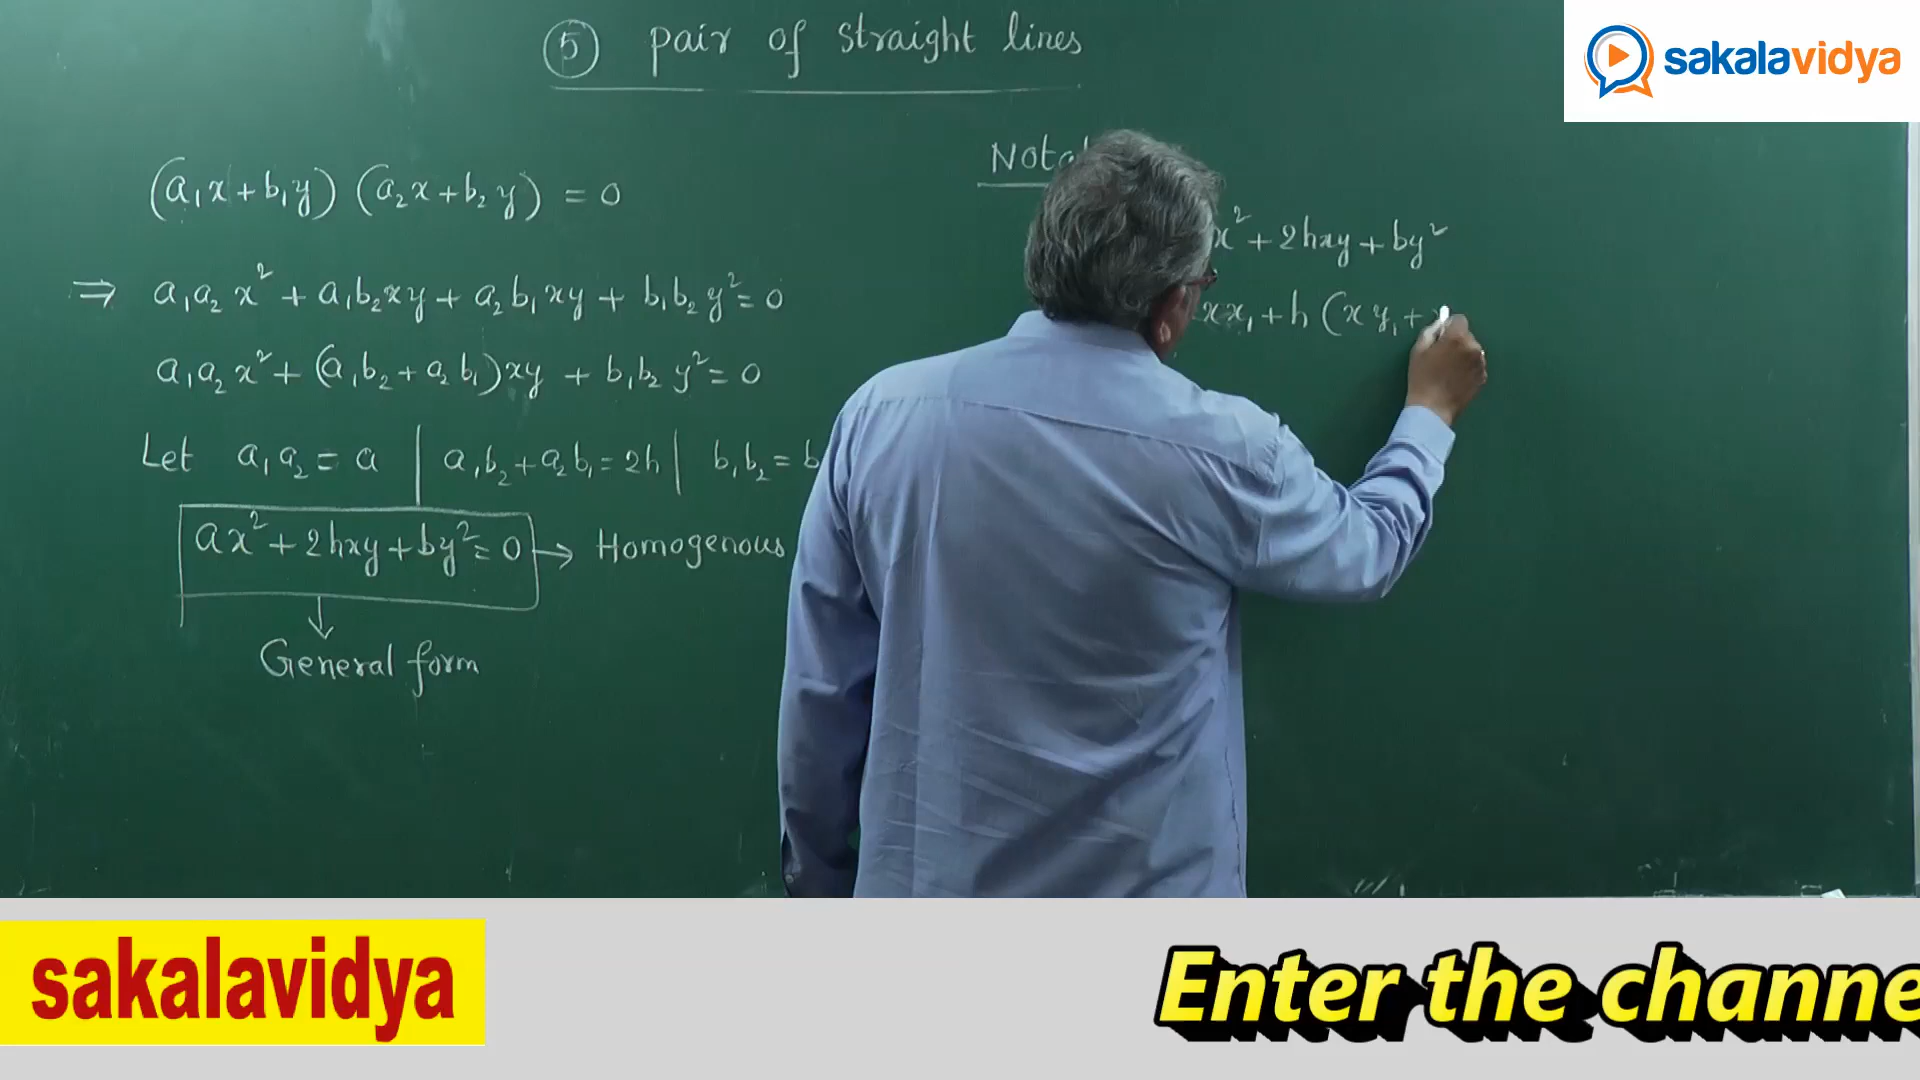 5 pair of straight lines
sakalavidya
(a₁x + b₁y) (a₂x + b₂y) = 0
⇒ a₁a₂ x² + a₁b₂xy + a₂b₁xy + b₁b₂ y² = 0
a₁a₂ x² + (a₁b₂ + a₂b₁)xy + b₁b₂ y² = 0
Let a₁a₂ = a | a₁b₂ + a₂b₁ = 2h | b₁b₂ = b
ax² + 2hxy + by² = 0 → Homogenous
↓
General form
x² + 2hxy + by²
xx₁ + h (xy₁ +
sakalavidya
Enter the channe